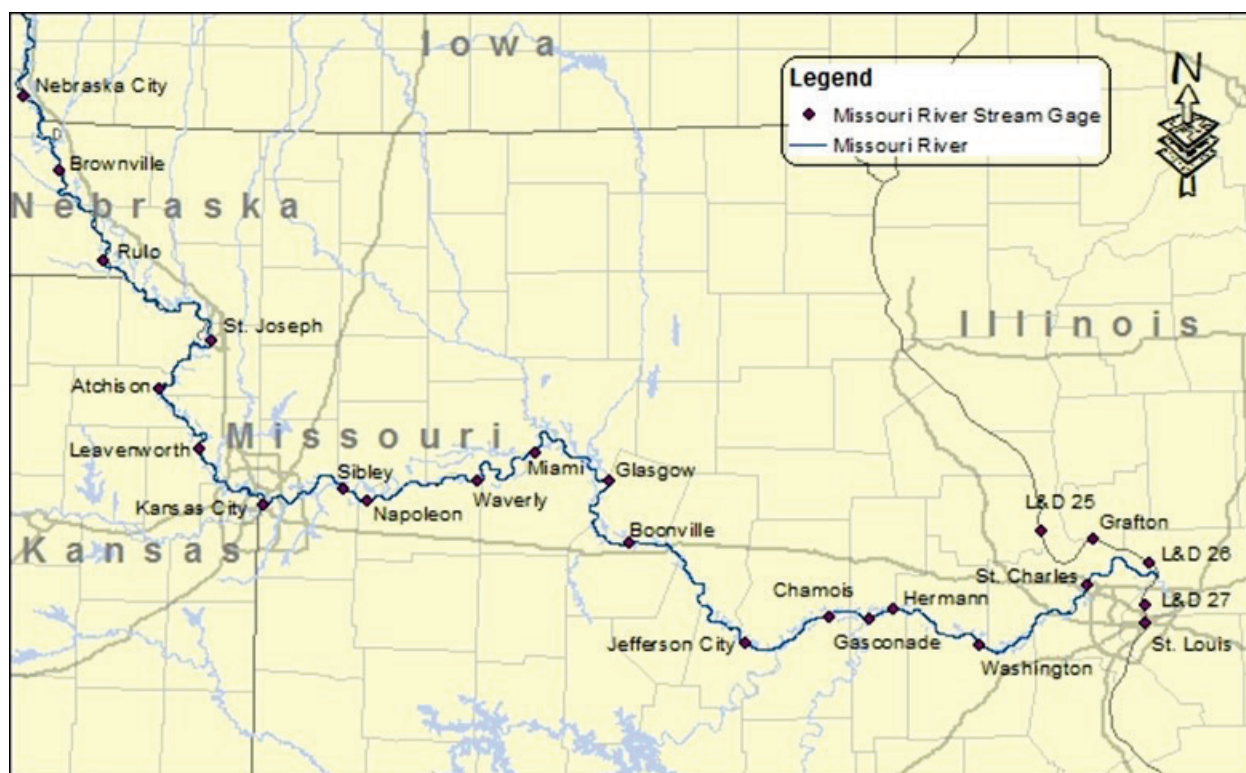 Iowa
Legend
Missouri River Stream Gage
Missouri River
N
Nebraska City
Brownville
Nebraska
Rulo
St. Joseph
Illinois
Atchison
Leavenworth
Missouri
Miami
Sibley
Glasgow
Kansas City
Napoleon
Waverly
Kansas
Boonville
L&D 25
Grafton
L&D 26
St. Charles
Chamois
Hermann
L&D 27
Jefferson City
Gasconade
St. Louis
Washington